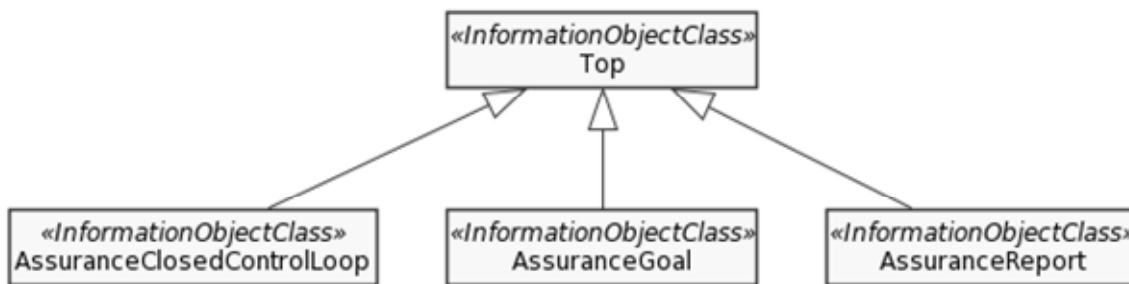 «InformationObjectClass»
Top
«InformationObjectClass»
AssuranceClosedControlLoop
«InformationObjectClass»
AssuranceGoal
«InformationObjectClass»
AssuranceReport